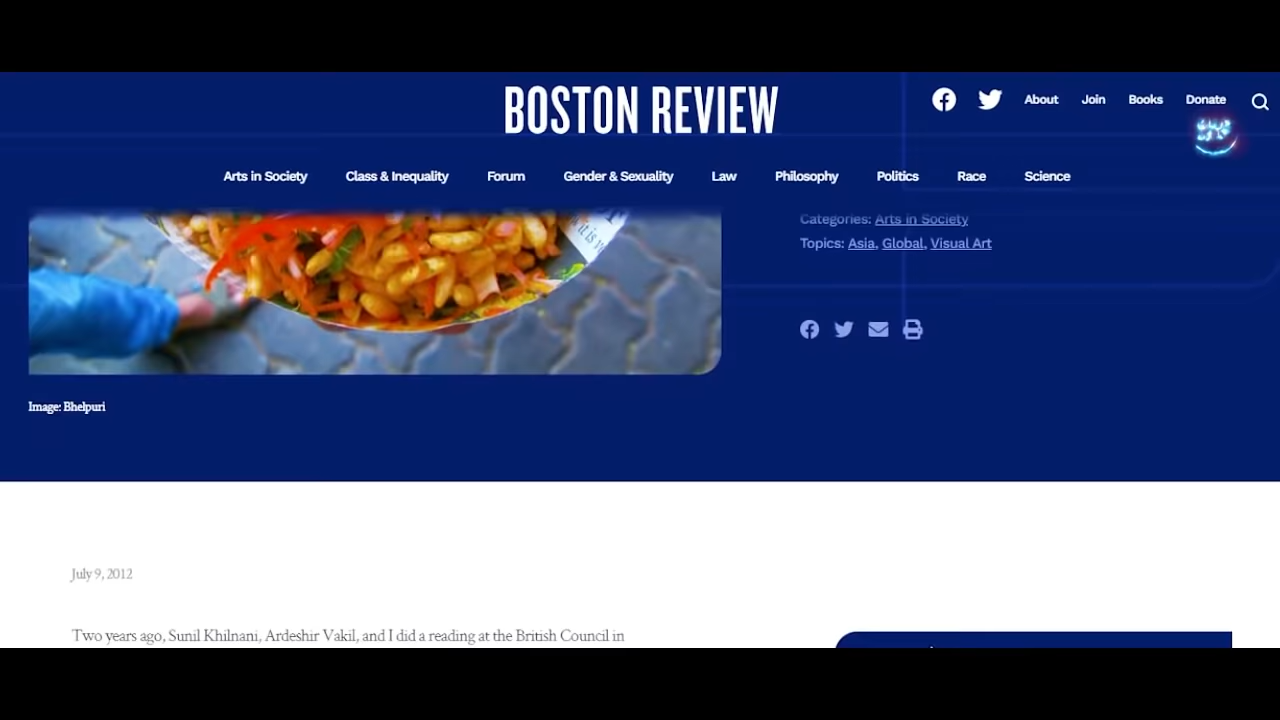 BOSTON REVIEW
About Join Books Donate
Arts in Society Class & Inequality Forum Gender & Sexuality Law Philosophy Politics Race Science
Categories: Arts in Society
Topics: Asia, Global, Visual Art
it is
Image: Bhelpuri
July 9, 2012
Two years ago, Sunil Khilnani, Ardeshir Vakil, and I did a reading at the British Council in